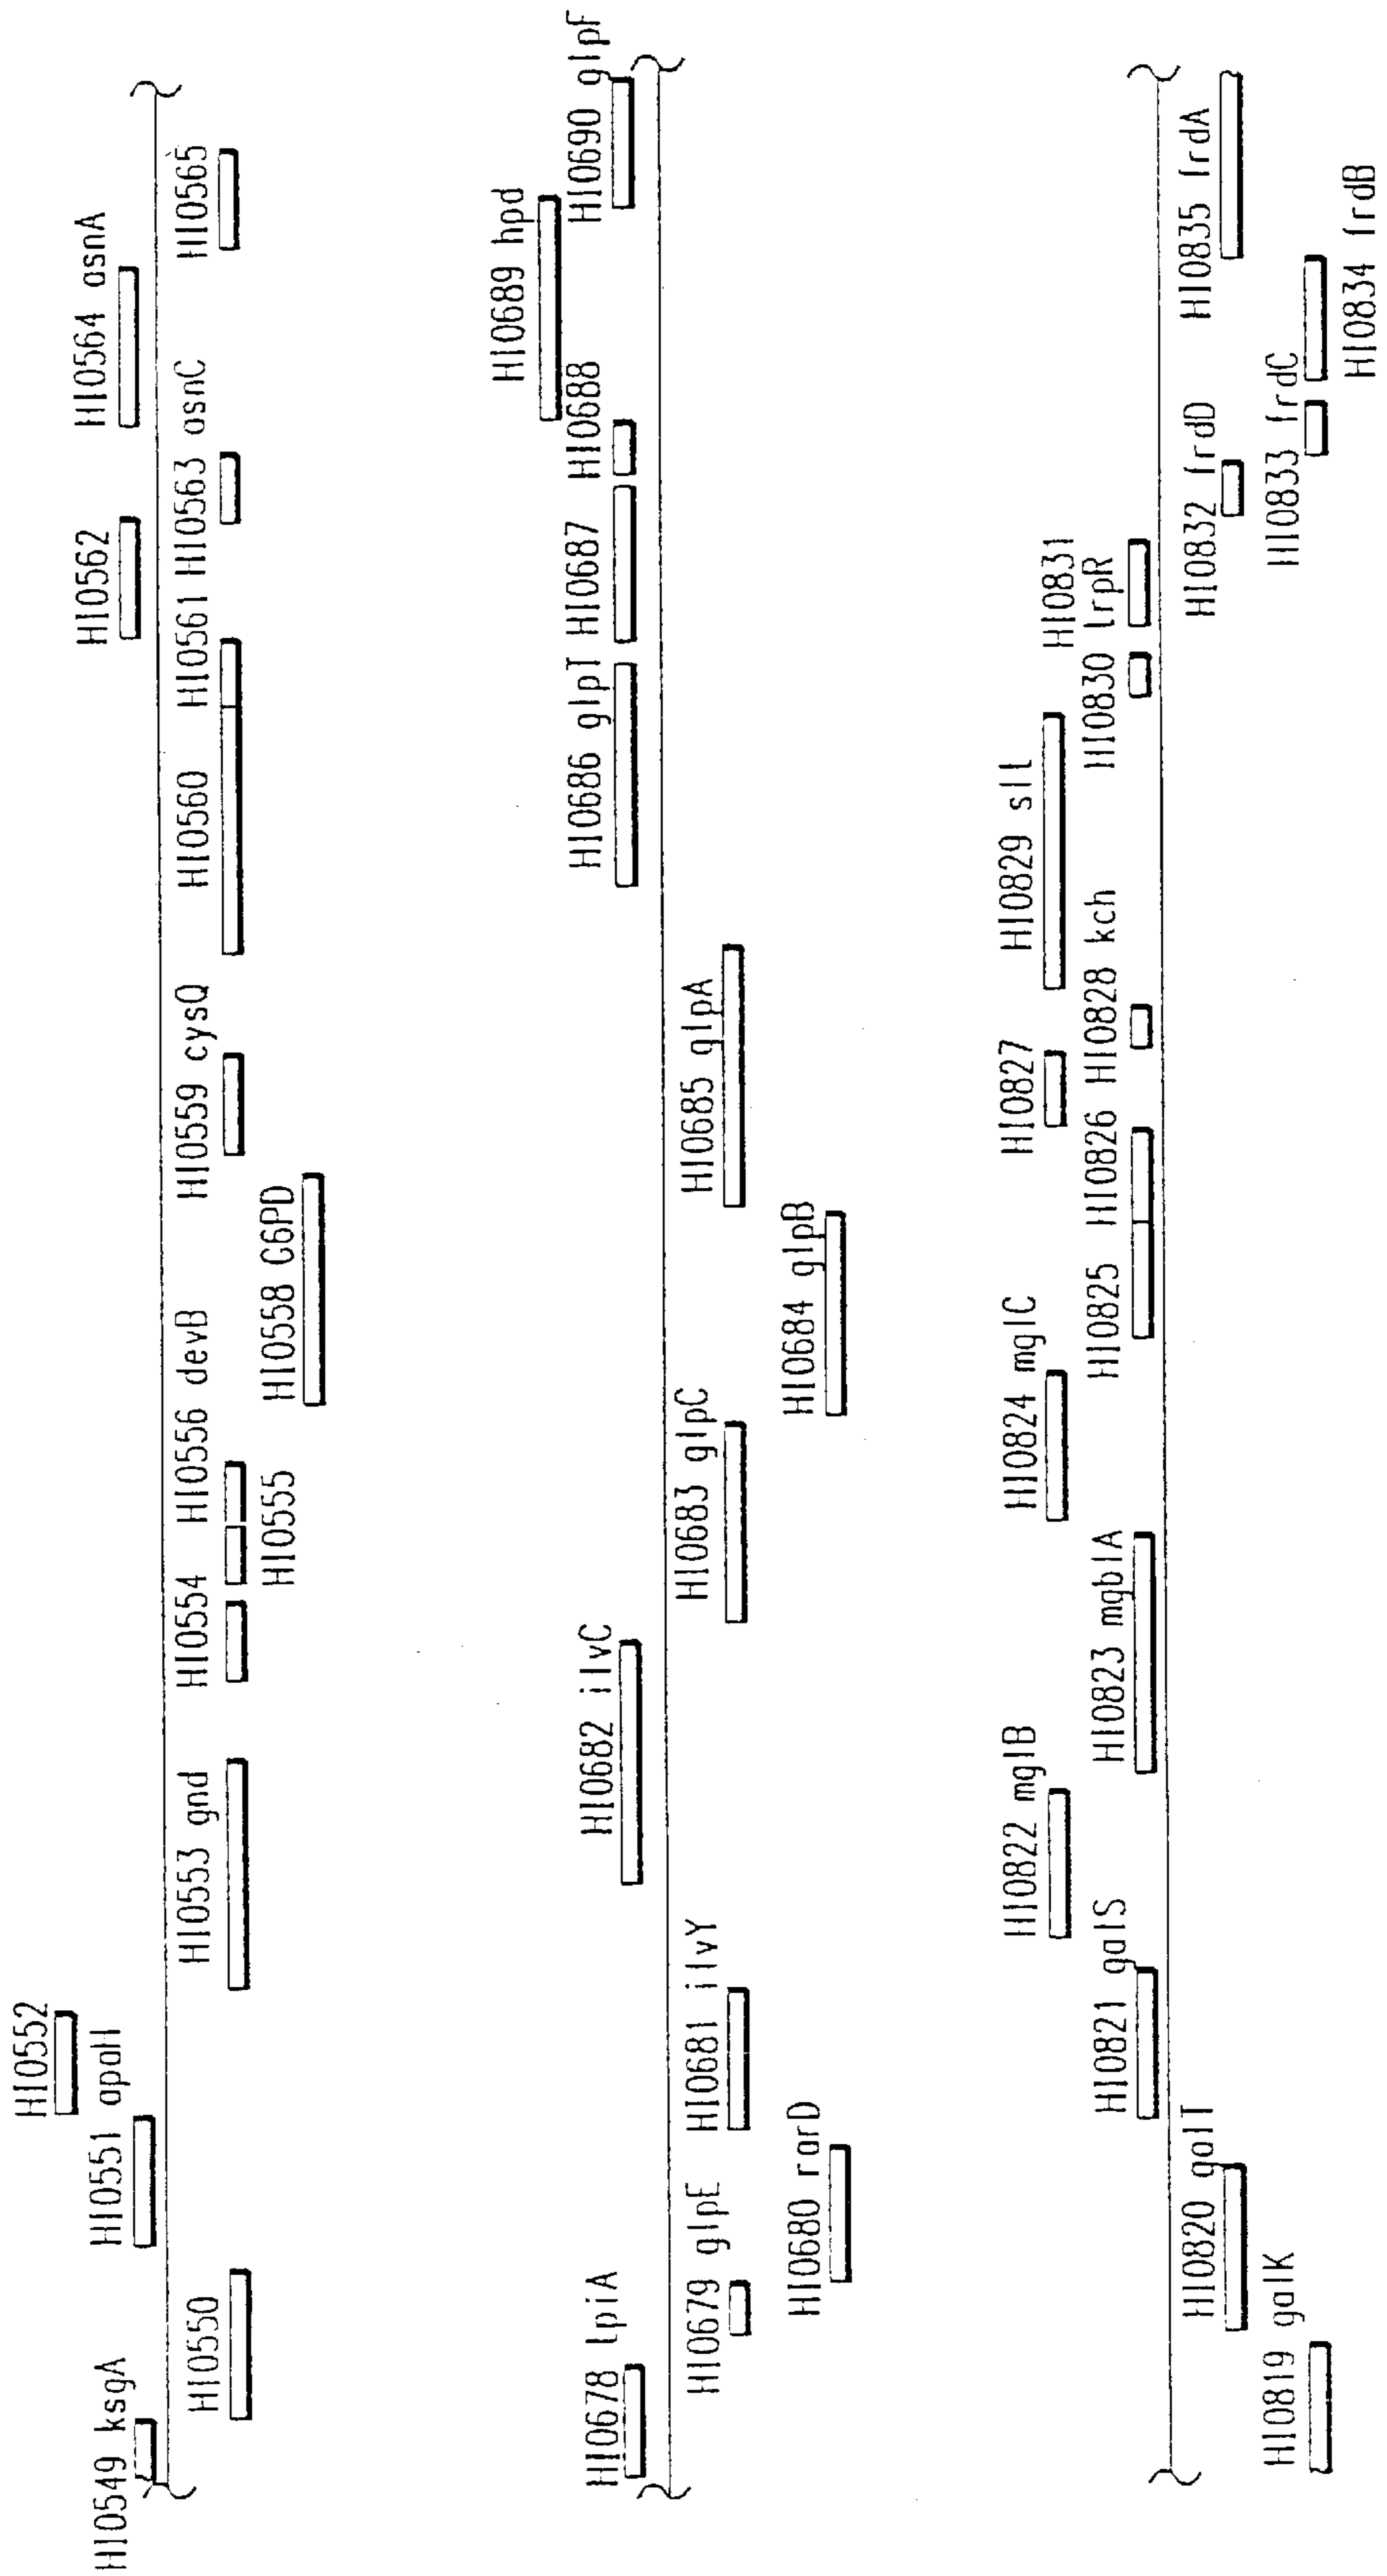 HI0549 ksgA
HI0550
HI0551 apaH
HI0552
HI0553 gnd
HI0554
HI0555
HI0556 devB
HI0558 G6PD
HI0559 cysQ
HI0560
HI0561
HI0562
HI0563 asnC
HI0564 asnA
HI0565
HI0678 tpiA
HI0679 glpE
HI0680 rarD
HI0681 ilvY
HI0682 ilvC
HI0683 glpC
HI0684 glpB
HI0685 glpA
HI0686 glpT
HI0687
HI0688
HI0689 hpd
HI0690 glpF
HI0819 galK
HI0820 galT
HI0821 galS
HI0822 mglB
HI0823 mgblA
HI0824 mglC
HI0825
HI0826
HI0827
HI0828 kch
HI0829 slt
HI0830
HI0831
trpR
HI0832 frdD
HI0833 frdC
HI0834 frdB
HI0835 frdA